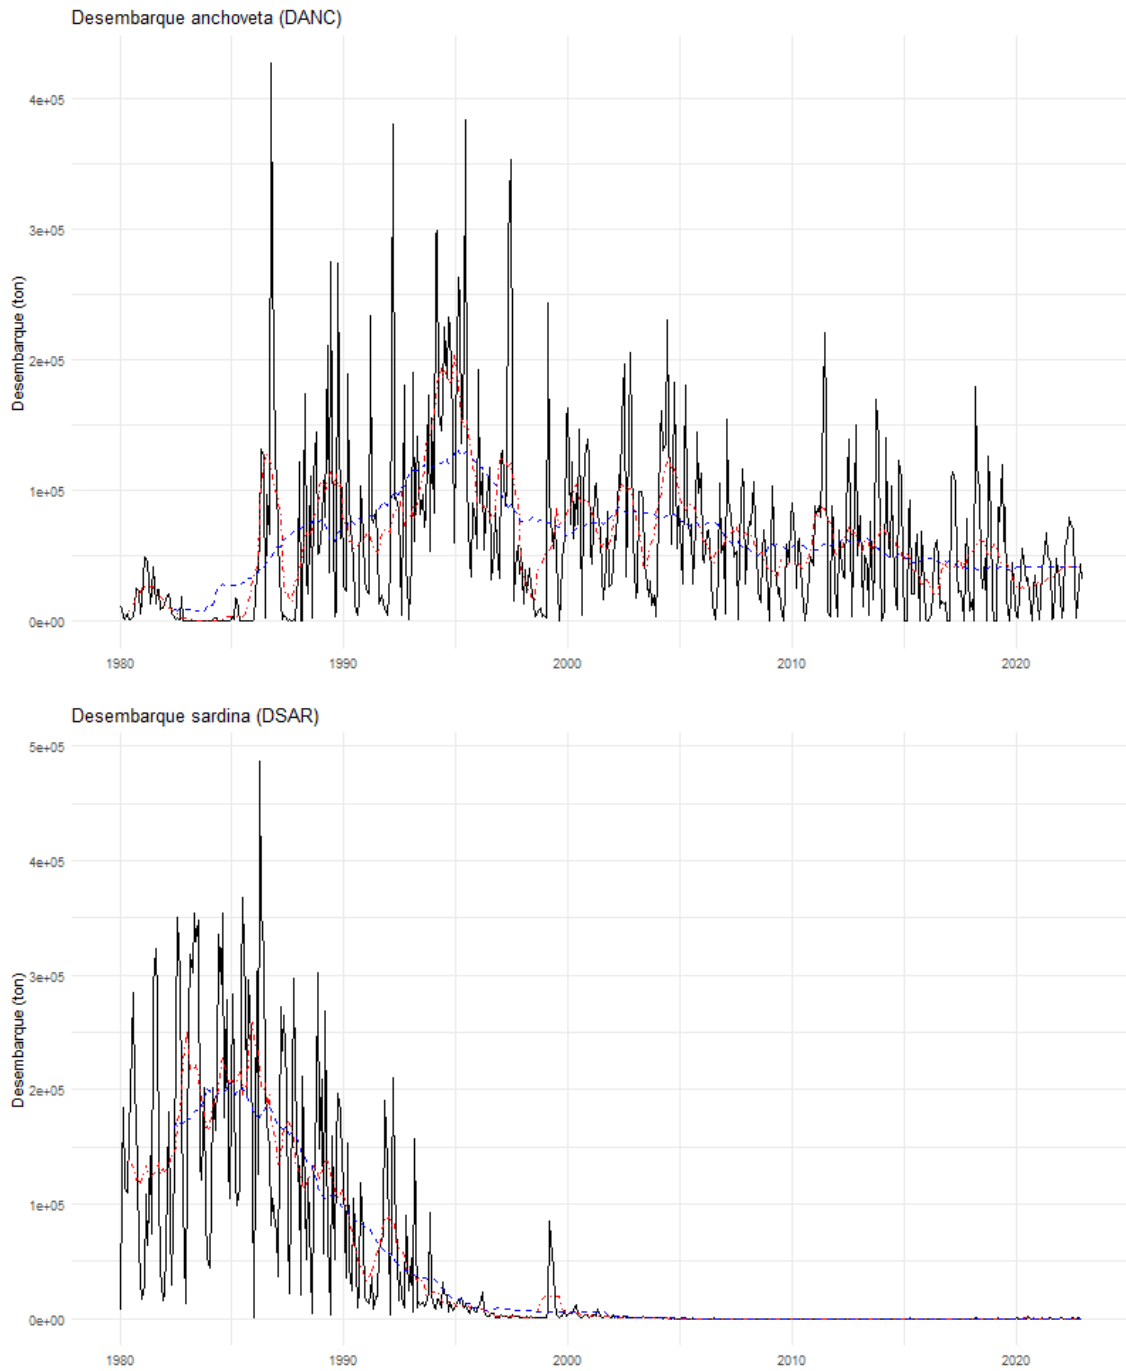 Desembarque anchoveta (DANC)
Desembarque (ton)
4e+05
3e+05
2e+05
1e+05
0e+00
1980 1990 2000 2010 2020
Desembarque sardina (DSAR)
Desembarque (ton)
5e+05
4e+05
3e+05
2e+05
1e+05
0e+00
1980 1990 2000 2010 2020